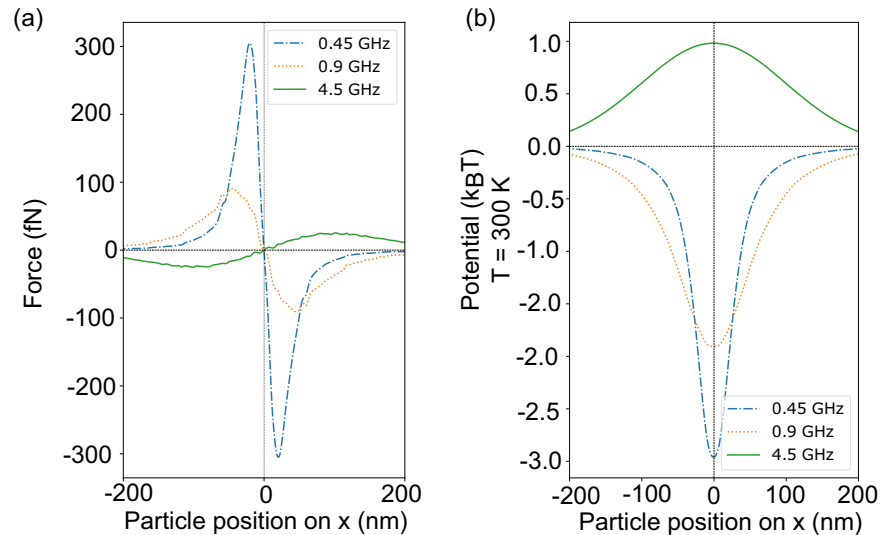 (a)
300
200
100
0
-100
-200
-300
Force (fN)
0.45 GHz
0.9 GHz
4.5 GHz
-200
0
200
Particle position on x (nm)
(b)
1.0
0.5
0.0
-0.5
-1.0
-2.0
-2.0
-2.5
-3.0
Potential (kBT)
T = 300 K
0.45 GHz
0.9 GHz
4.5 GHz
-200 -100 0 100 200
Particle position on x (nm)